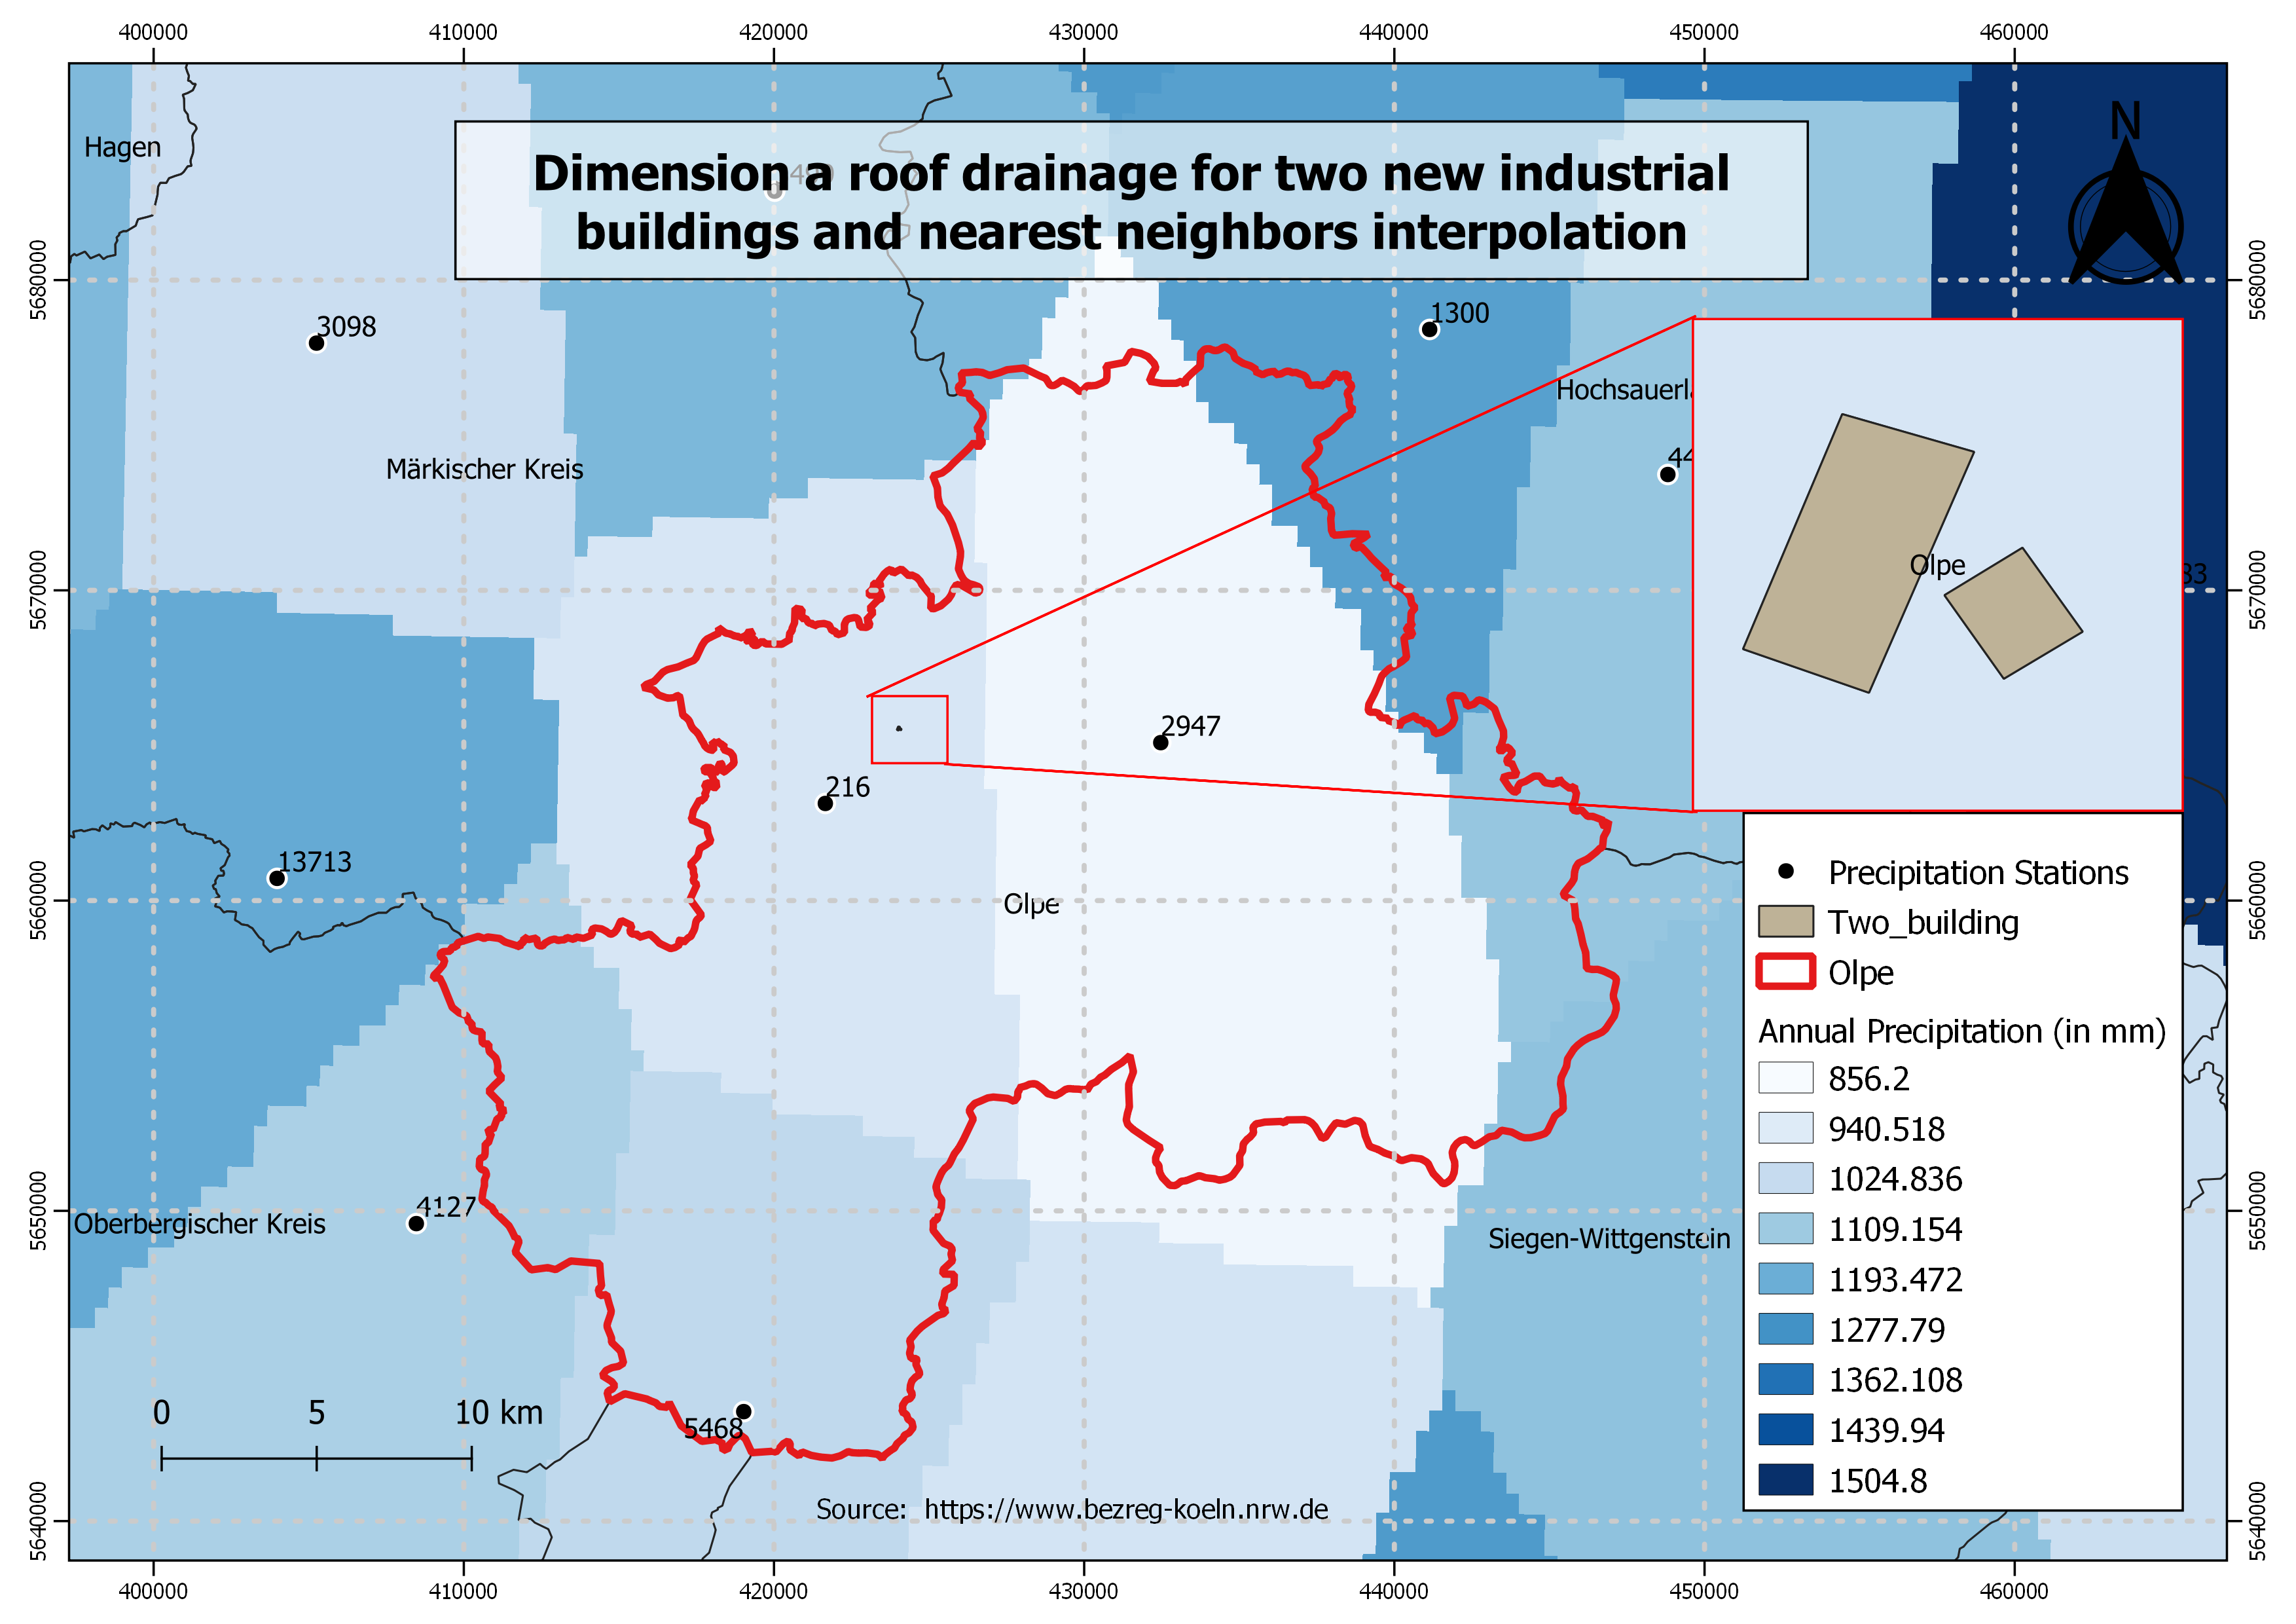 400000 410000 420000 430000 440000 450000 460000
N
Hagen
Dimension a roof drainage for two new industrial
buildings and nearest neighbors interpolation
5680000 5680000
3098
1300
Märkischer Kreis
5670000 5670000
Olpe
2947
216
13713
Olpe
5660000 5660000
4127
Oberbergischer Kreis
5650000 5650000
Siegen-Wittgenstein
0 5 10 km
5468
Source: https://www.bezreg-koeln.nrw.de
5640000 5640000
Precipitation Stations
Two_building
Olpe
Annual Precipitation (in mm)
856.2
940.518
1024.836
1109.154
1193.472
1277.79
1362.108
1439.94
1504.8
400000 410000 420000 430000 440000 450000 460000